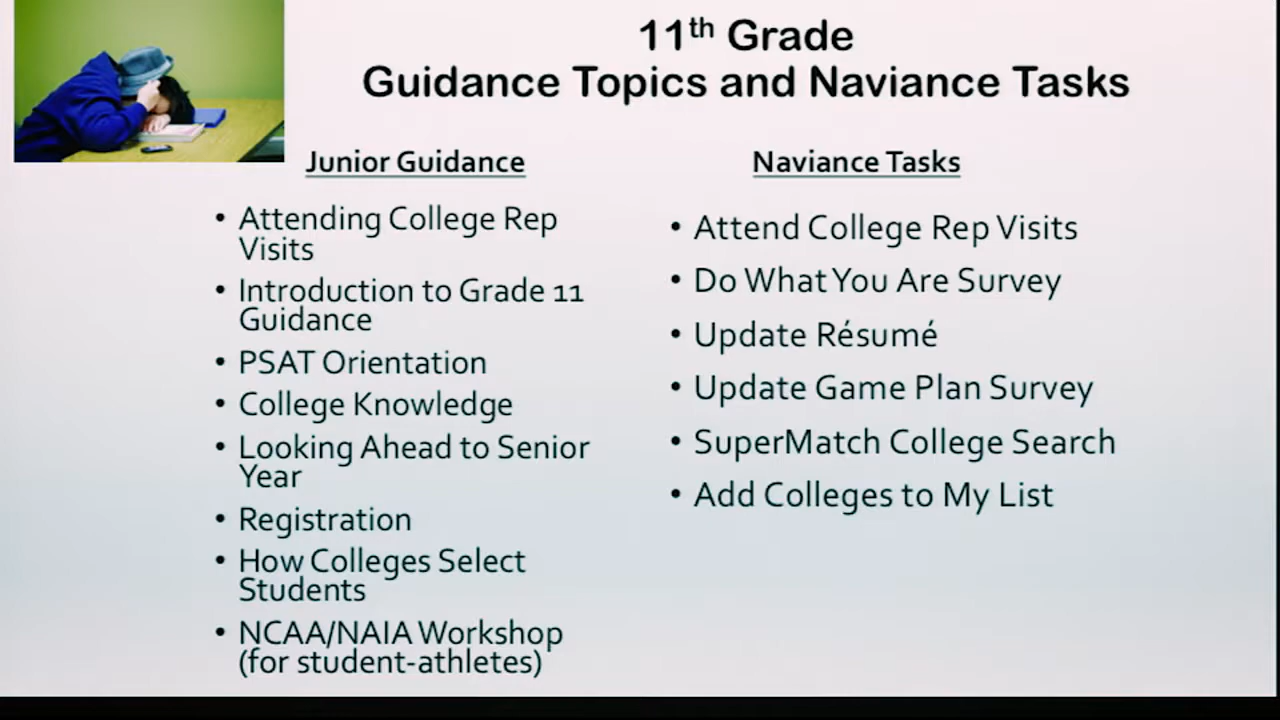 11th Grade
Guidance Topics and Naviance Tasks
Junior Guidance
• Attending College Rep
Visits
• Introduction to Grade 11
Guidance
• PSAT Orientation
• College Knowledge
• Looking Ahead to Senior
Year
• Registration
• How Colleges Select
Students
• NCAA/NAIA Workshop
(for student-athletes)
Naviance Tasks
• Attend College Rep Visits
• Do What You Are Survey
• Update Résumé
• Update Game Plan Survey
• SuperMatch College Search
• Add Colleges to My List